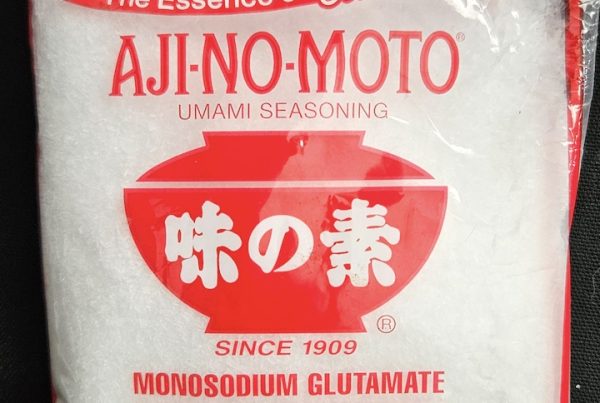 The Essence
AJI-NO-MOTO®
UMAMI SEASONING
味の素
®
SINCE 1909
MONOSODIUM GLUTAMATE